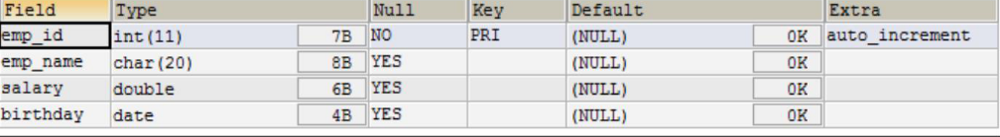 Field Type Null Key Default Extra
emp_id int(11) 7B NO PRI (NULL) 0K auto_increment
emp_name char(20) 8B YES (NULL) 0K
salary double 6B YES (NULL) 0K
birthday date 4B YES (NULL) 0K